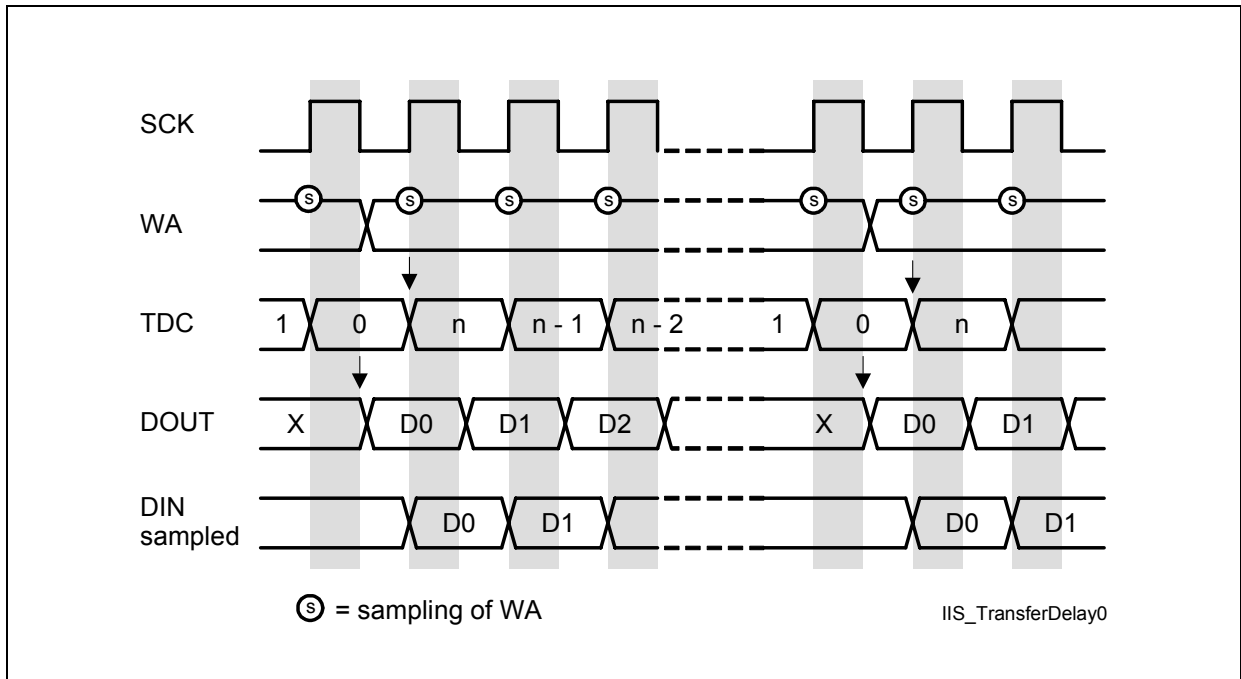 SCK
S S S S S S S
WA
TDC 1 0 n n - 1 n - 2 1 0 n
DOUT X D0 D1 D2 X D0 D1
DIN sampled D0 D1 D0 D1
S = sampling of WA
IIS_TransferDelay0